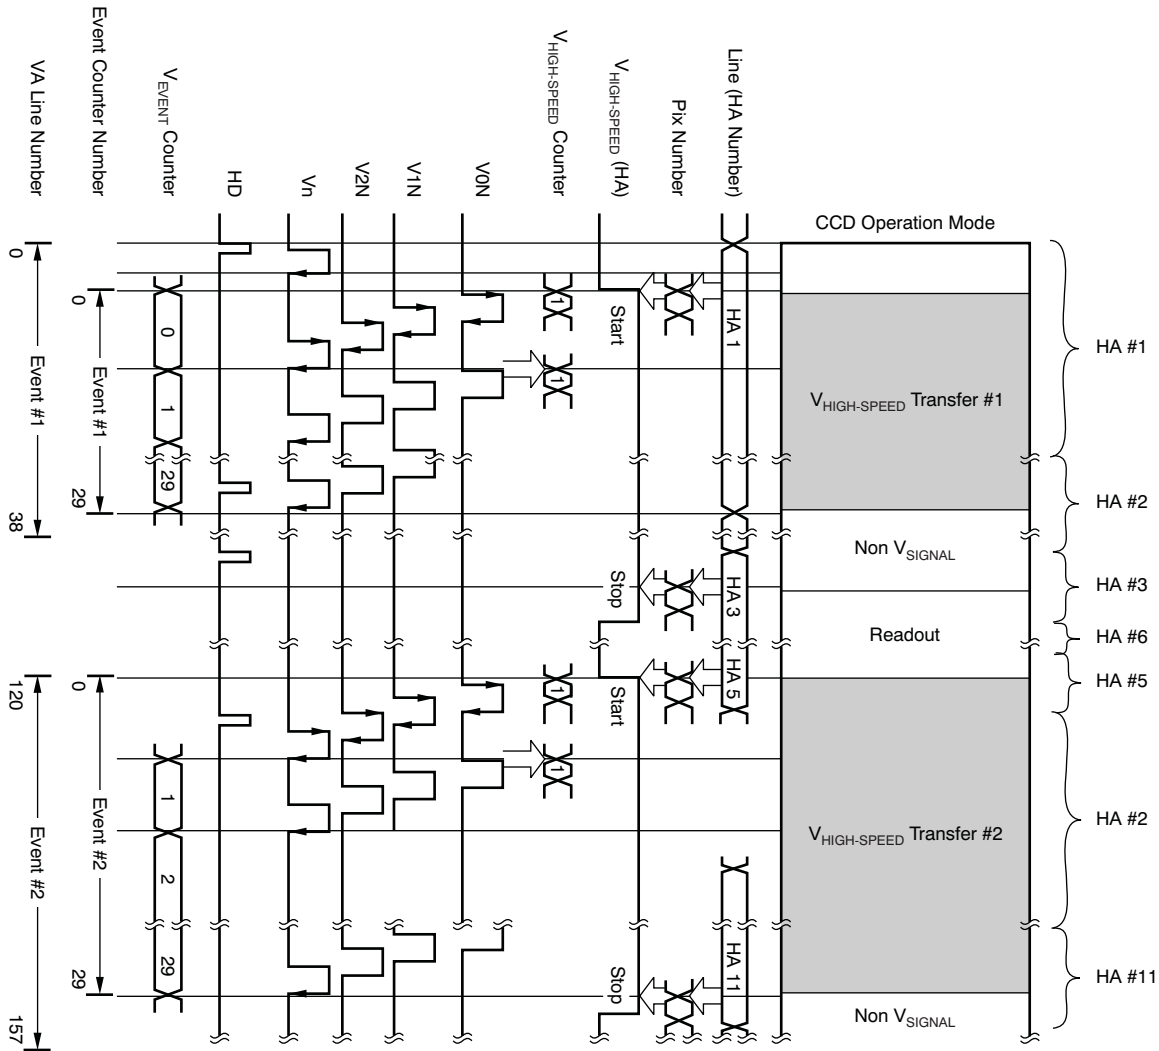 HA #1
HA #2
HA #3
HA #6
HA #5
HA #2
HA #11
CCD Operation Mode
VHIGH-SPEED Transfer #1
Non VSIGNAL
Readout
VHIGH-SPEED Transfer #2
Non VSIGNAL
Line (HA Number)
HA 1
HA 3
HA 5
HA 11
Pix Number
VHIGH-SPEED (HA)
Start
Stop
Start
Stop
VHIGH-SPEED Counter
1
1
1
1
V0N
V1N
V2N
Vn
HD
VEVENT Counter
0
1
29
1
2
29
Event Counter Number
0
Event #1
29
0
Event #2
29
VA Line Number
0
Event #1
38
120
Event #2
157